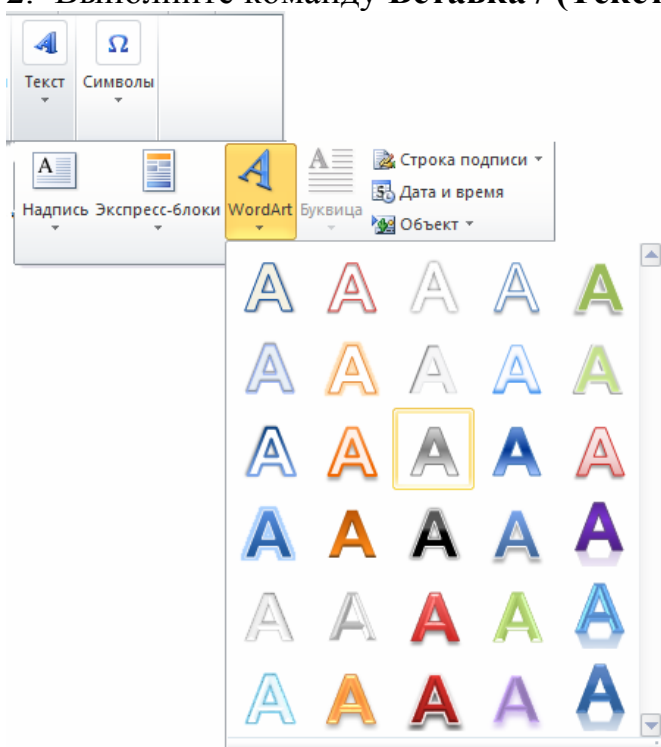 2. Выполните команду Вставка / (Текст
Текст Символы
Надпись Экспресс-блоки WordArt Буквица
Строка подписи
Дата и время
Объект